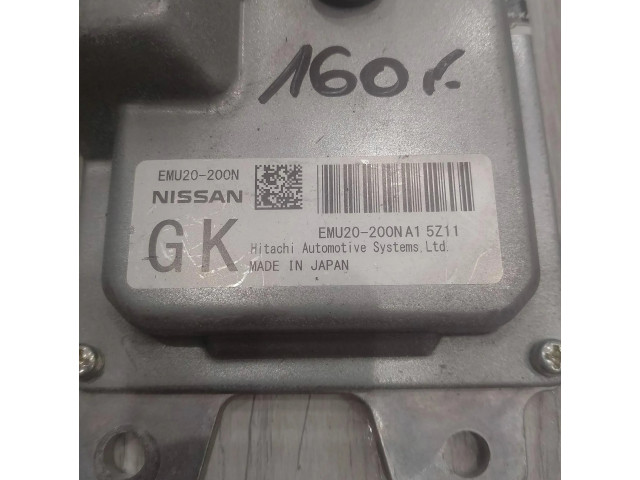 160 r.
EMU20-200N
NISSAN
EMU20-200NA1 5Z11
GK
Hitachi Automotive Systems,Ltd.
MADE IN JAPAN